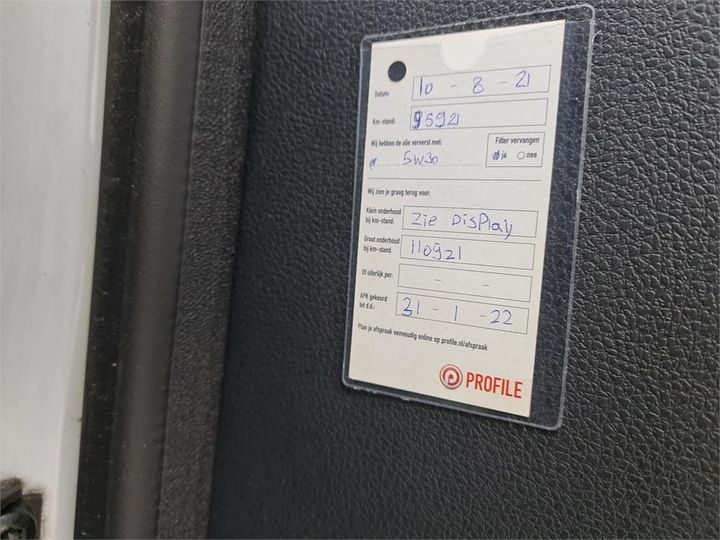 Datum: 10 - 8 - 21
Km-stand: 95921
Wij hebben de olie ververst met: Filter vervangen
5w30 ja nee
Wij zien je graag terug voor:
Klein onderhoud
bij km-stand: Zie DisPlay
Groot onderhoud
bij km-stand: 110921
Of uiterlijk per: - -
APK gekeurd
tot d.d.: 31 - 1 - 22
Plan je afspraak eenvoudig online op profile.nl/afspraak
PROFILE